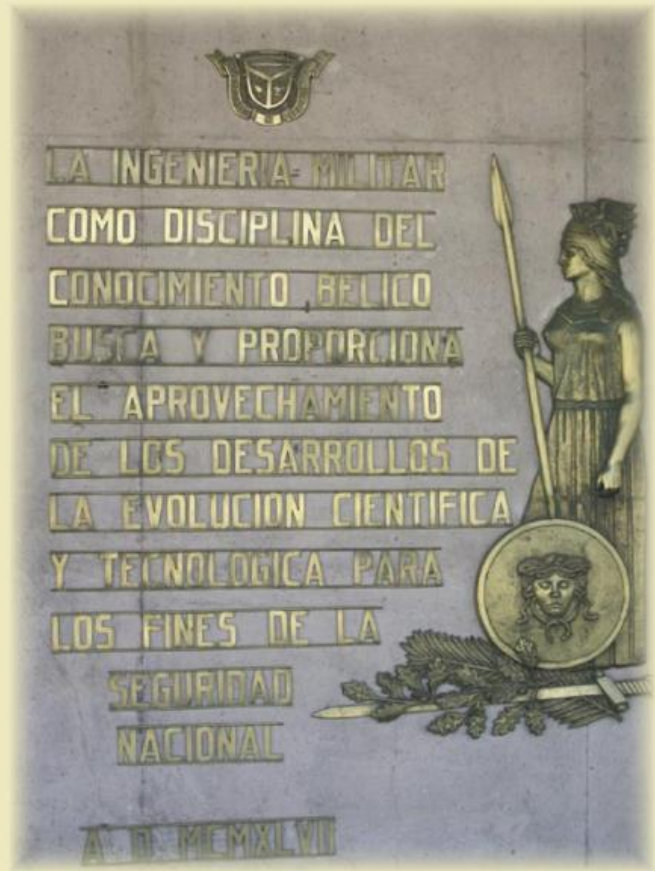 LA INGENIERIA MILITAR
COMO DISCIPLINA DEL
CONOCIMIENTO BELICO
BUSCA Y PROPORCIONA
EL APROVECHAMIENTO
DE LOS DESARROLLOS DE
LA EVOLUCION CIENTIFICA
Y TECNOLOGICA PARA
LOS FINES DE LA
SEGURIDAD
NACIONAL
A D MCMXLVII